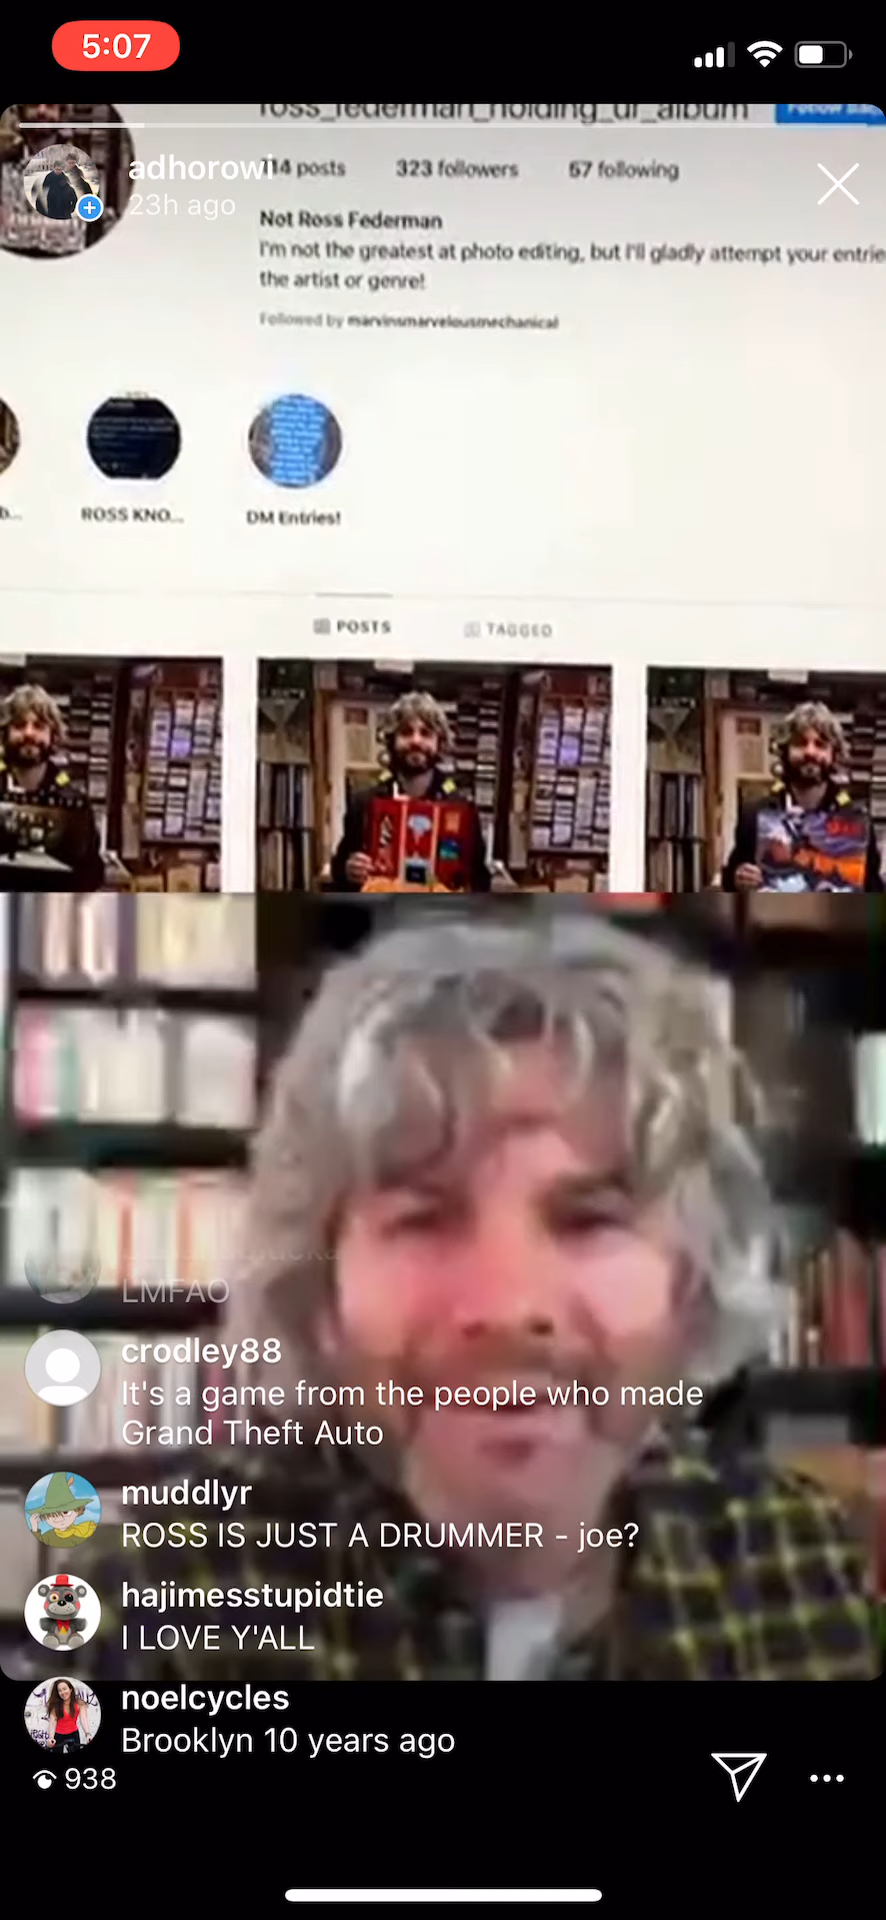 5:07
ross_federman_holding_ur_album
adhorowi
14 posts 323 followers 67 following
23h ago
Not Ross Federman
I'm not the greatest at photo editing, but I'll gladly attempt your entrie
the artist or genre!
Followed by marvinsmarvelousmechanical
b...
ROSS KNO...
DM Entries!
POSTS
TAGGED
LMFAO
crodley88
It's a game from the people who made
Grand Theft Auto
muddlyr
ROSS IS JUST A DRUMMER - joe?
hajimesstupidtie
I LOVE Y'ALL
noelcycles
Brooklyn 10 years ago
938